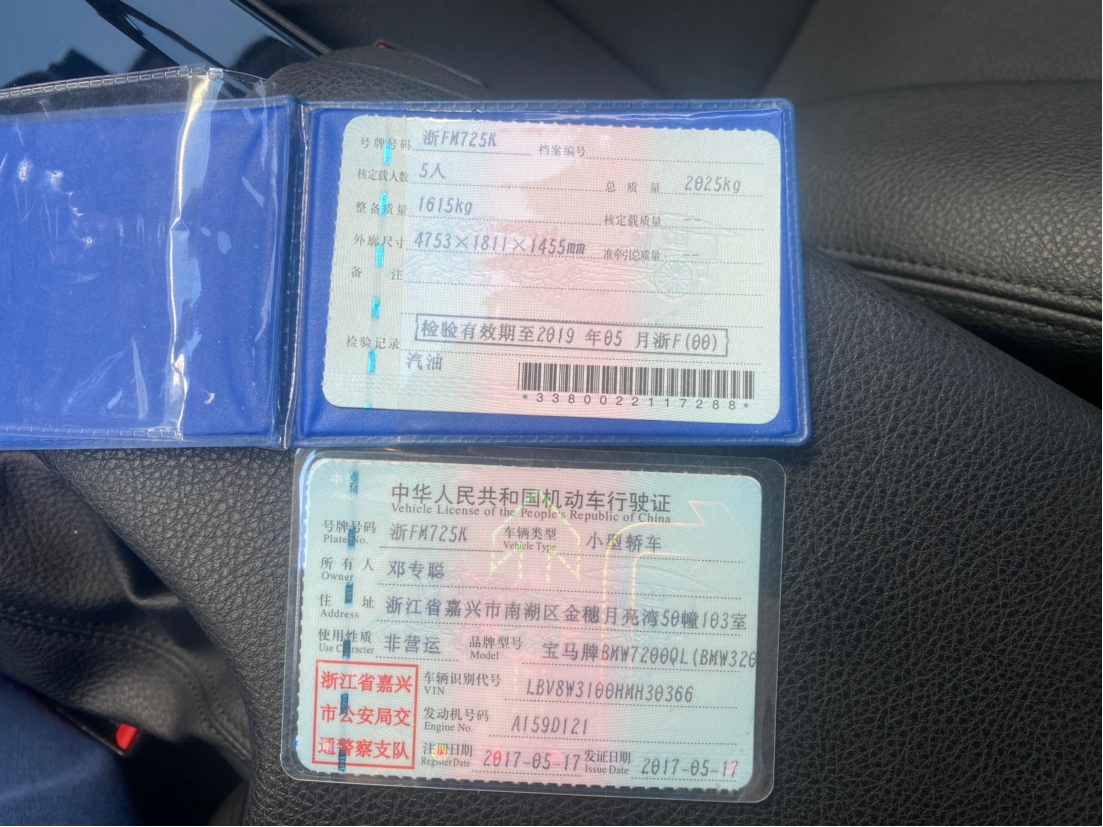 号牌号码 浙FM725K 档案编号
核定载人数 5人 总质量 2025kg
整备质量 1615kg 核定载质量 --
外廓尺寸 4753×1811×1455mm 准牵引总质量 --
备注
检验记录 检验有效期至2019年05月浙F(00)
汽油
*3380022117288*
中华人民共和国机动车行驶证
Vehicle License of the People's Republic of China
号牌号码 浙FM725K 车辆类型 小型轿车
Plate No. Vehicle Type
所有人 邓专聪
Owner
住址 浙江省嘉兴市南湖区金穗月亮湾50幢103室
Address
使用性质 非营运 品牌型号 宝马牌BMW7200QL(BMW320
Use Character Model
浙江省嘉兴
市公安局交
通警察支队
车辆识别代号 LBV8W3100HMH30366
VIN
发动机号码 A159D121
Engine No.
注册日期 2017-05-17 发证日期 2017-05-17
Register Date Issue Date